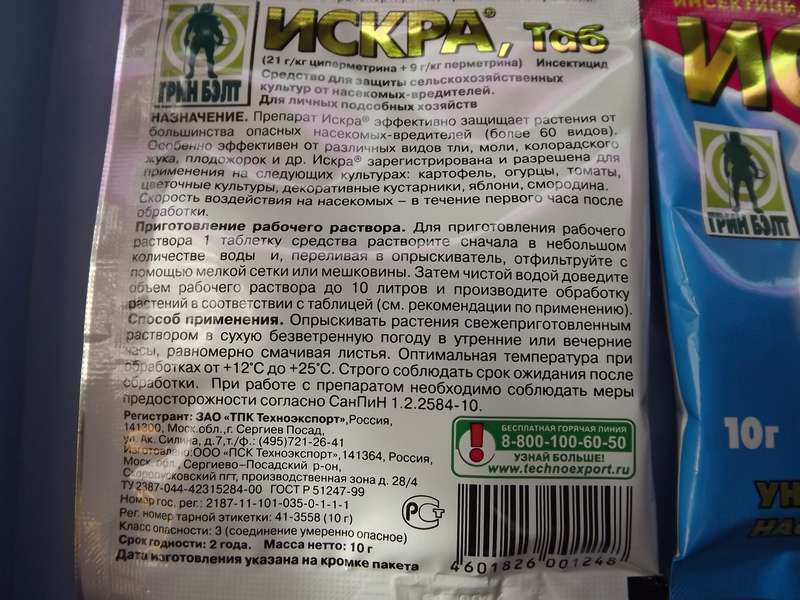 ИСКРА®, Таб
(21 г/кг циперметрина + 9 г/кг перметрина) Инсектицид
Средство для защиты сельскохозяйственных
культур от насекомых-вредителей.
Для личных подсобных хозяйств
ГРИН БЭЛТ
НАЗНАЧЕНИЕ. Препарат Искра® эффективно защищает растения от
большинства опасных насекомых-вредителей (более 60 видов).
Особенно эффективен от различных видов тли, моли, колорадского
жука, плодожорок и др. Искра® зарегистрирована и разрешена для
применения на следующих культурах: картофель, огурцы, томаты,
цветочные культуры, декоративные кустарники, яблони, смородина.
Скорость воздействия на насекомых – в течение первого часа после
обработки.
Приготовление рабочего раствора. Для приготовления рабочего
раствора 1 таблетку средства растворите сначала в небольшом
количестве воды и, переливая в опрыскиватель, отфильтруйте с
помощью мелкой сетки или мешковины. Затем чистой водой доведите
объем рабочего раствора до 10 литров и производите обработку
растений в соответствии с таблицей (см. рекомендации по применению).
Способ применения. Опрыскивать растения свежеприготовленным
раствором в сухую безветренную погоду в утренние или вечерние
часы, равномерно смачивая листья. Оптимальная температура при
обработках от +12°С до +25°С. Строго соблюдать срок ожидания после
обработки. При работе с препаратом необходимо соблюдать меры
предосторожности согласно СанПиН 1.2.2584-10.
Регистрант: ЗАО «ТПК Техноэкспорт», Россия,
141300, Моск.обл., г. Сергиев Посад,
ул. Ак. Силина, д.7, т./ф.: (495)721-26-41
Изготовлено: ООО «ПСК Техноэкспорт», 141364, Россия,
Моск. обл., Сергиево-Посадский р-он,
Скоропусковский пгт, производственная зона д. 28/4
ТУ 2387-044-42315284-00 ГОСТ Р 51247-99
Номер гос. рег.: 2187-11-101-035-0-1-1-1
Рег. номер тарной этикетки: 41-3558 (10 г)
Класс опасности: 3 (соединение умеренно опасное)
Срок годности: 2 года. Масса нетто: 10 г
Дата изготовления указана на кромке пакета
БЕСПЛАТНАЯ ГОРЯЧАЯ ЛИНИЯ
8-800-100-60-50
УЗНАЙ БОЛЬШЕ!
www.technoexport.ru
РСТ
4601826001248
ИНСЕКТИЦИ
ИС
ГРИН БЭЛТ
10г
УН
НАС